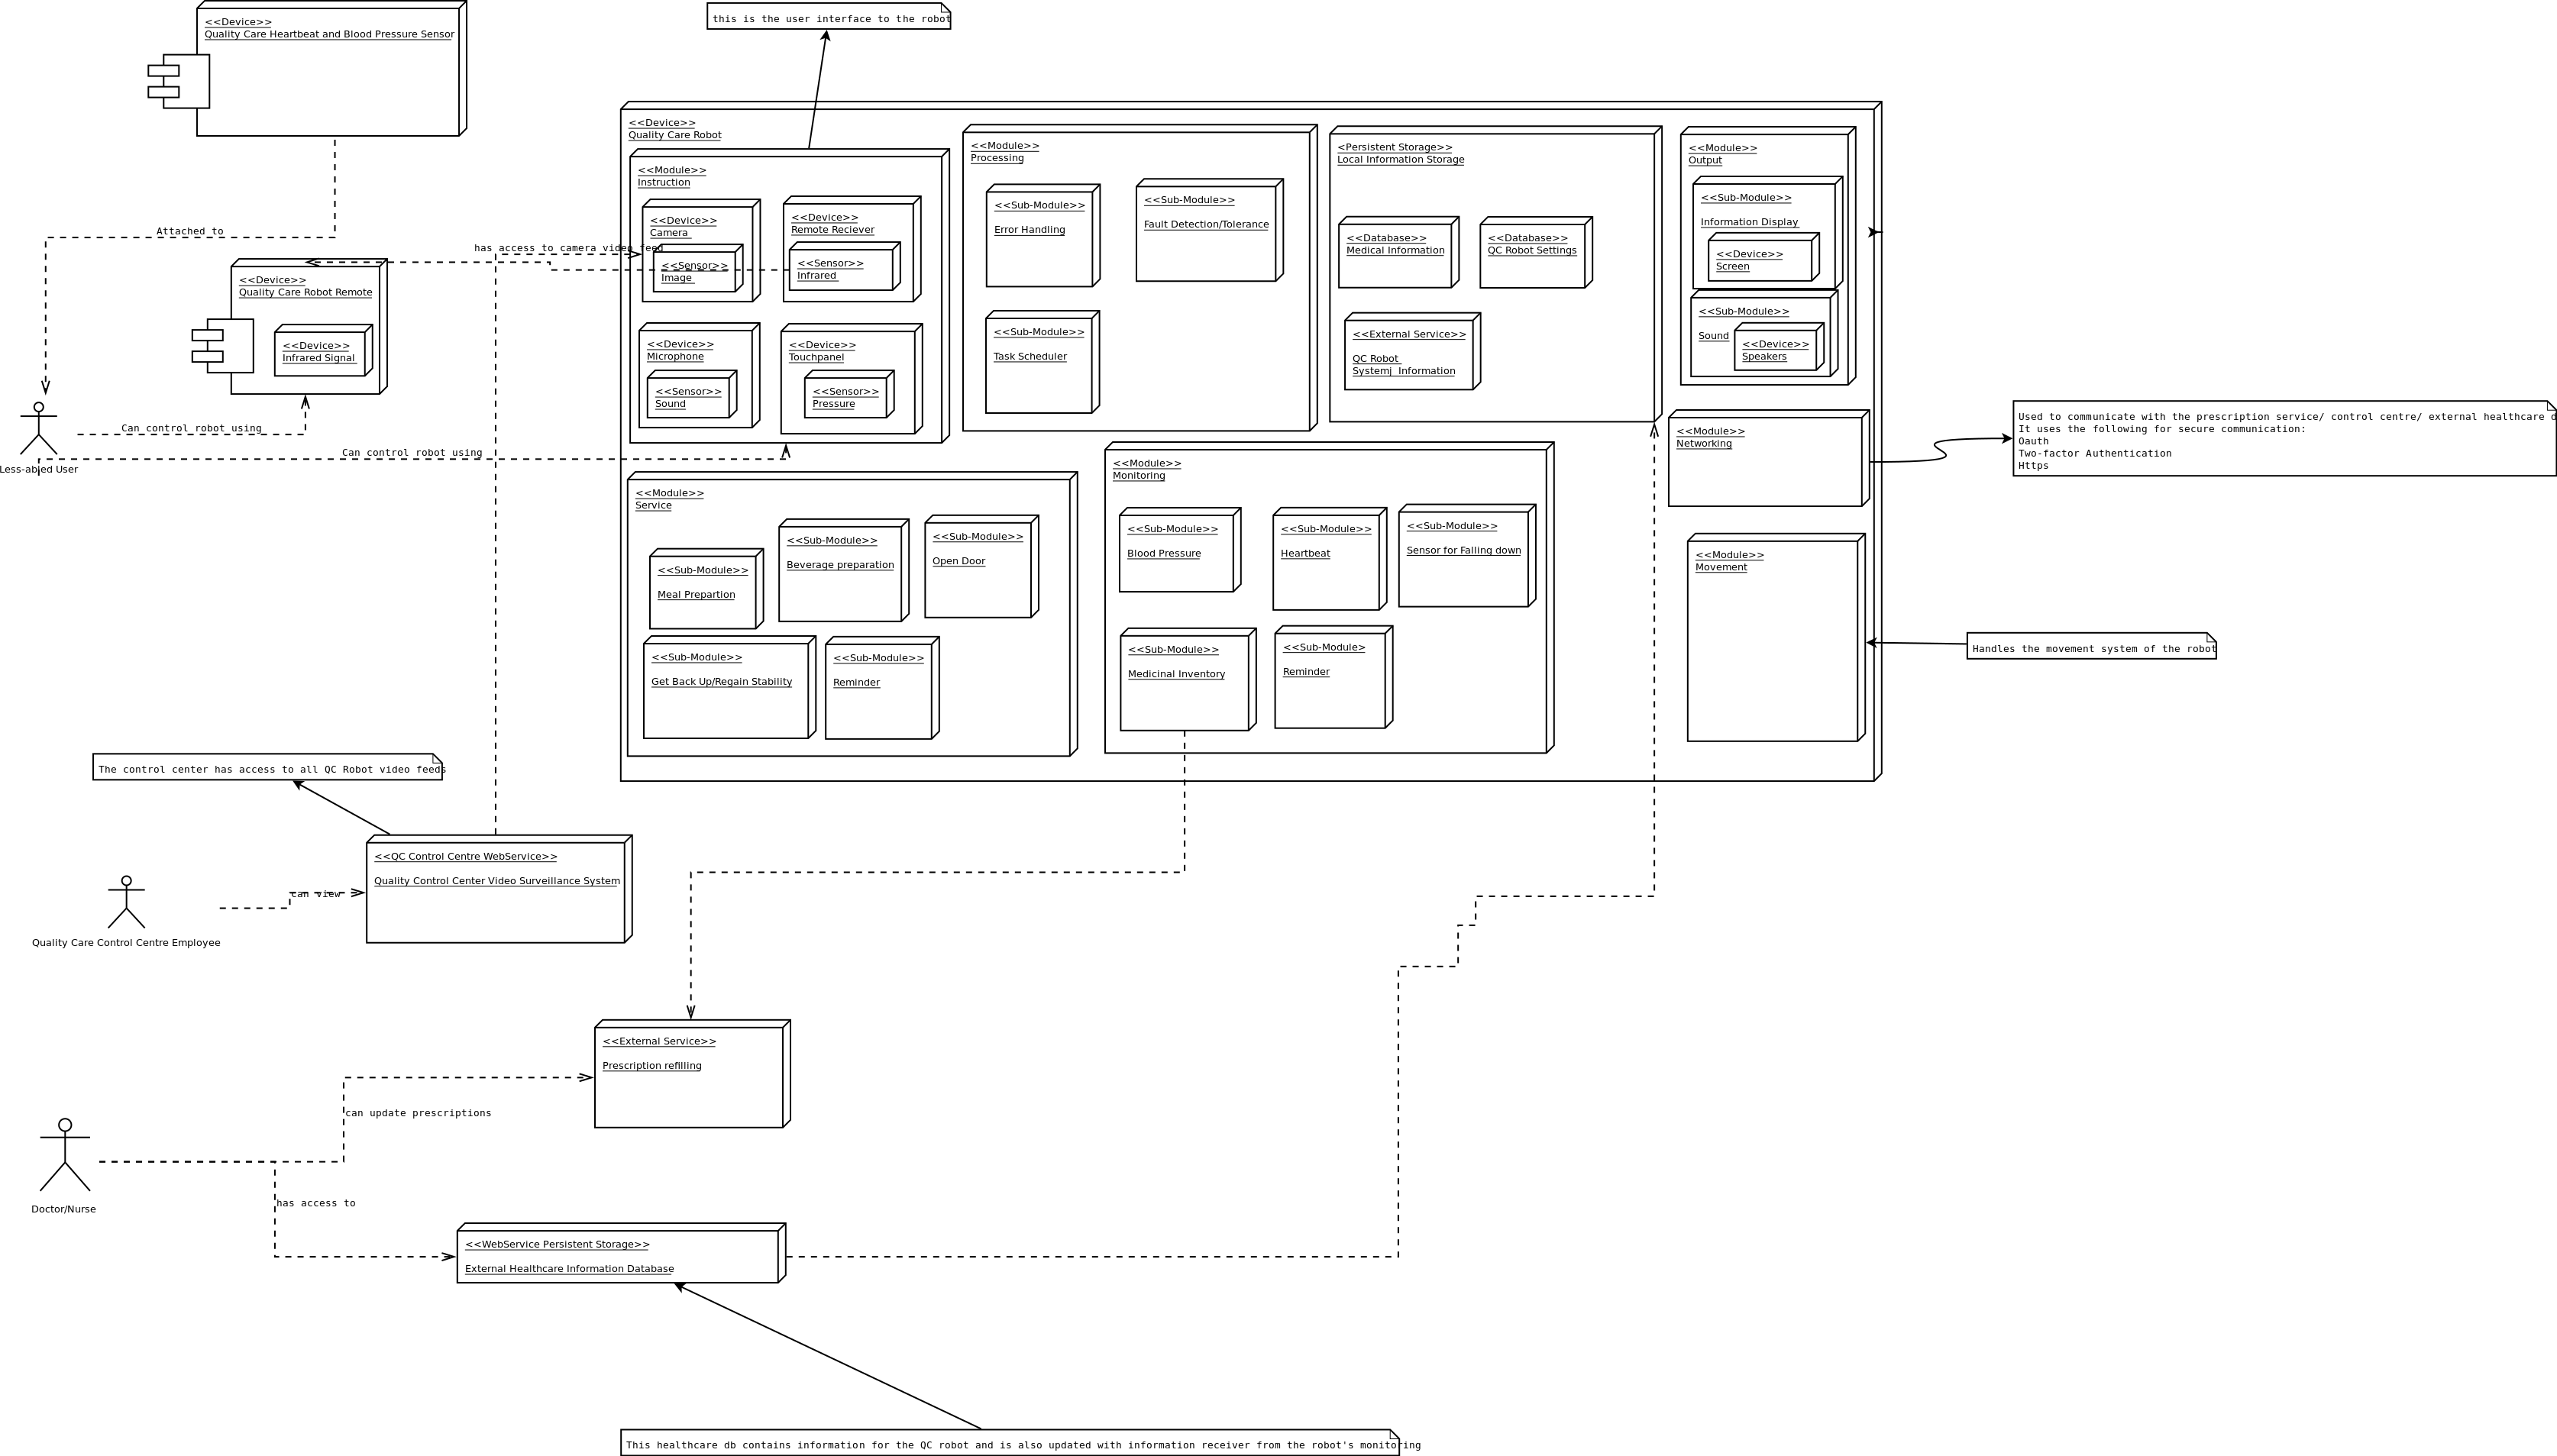 <<Device>>
Quality Care Heartbeat and Blood Pressure Sensor
this is the user interface to the robot
Attached to
<<Device>>
Quality Care Robot Remote
<<Device>>
Infrared Signal
Can control robot using
Less-abled User
Can control robot using
has access to camera video feed
<<Device>>
Quality Care Robot
<<Module>>
Instruction
<<Device>>
Camera
<<Sensor>>
Image
<<Device>>
Remote Reciever
<<Sensor>>
Infrared
<<Device>>
Microphone
<<Sensor>>
Sound
<<Device>>
Touchpanel
<<Sensor>>
Pressure
<<Module>>
Processing
<<Sub-Module>>
Error Handling
<<Sub-Module>>
Fault Detection/Tolerance
<<Sub-Module>>
Task Scheduler
<Persistent Storage>>
Local Information Storage
<<Database>>
Medical Information
<<Database>>
QC Robot Settings
<<External Service>>
QC Robot
Systemj Information
<<Module>>
Output
<<Sub-Module>>
Information Display
<<Device>>
Screen
<<Sub-Module>>
Sound
<<Device>>
Speakers
<<Module>>
Networking
Used to communicate with the prescription service/ control centre/ external healthcare d
It uses the following for secure communication:
Oauth
Two-factor Authentication
Https
<<Module>>
Service
<<Sub-Module>>
Meal Prepartion
<<Sub-Module>>
Beverage preparation
<<Sub-Module>>
Open Door
<<Sub-Module>>
Get Back Up/Regain Stability
<<Sub-Module>>
Reminder
<<Module>>
Monitoring
<<Sub-Module>>
Blood Pressure
<<Sub-Module>>
Heartbeat
<<Sub-Module>>
Sensor for Falling down
<<Sub-Module>>
Medicinal Inventory
<<Sub-Module>
Reminder
<<Module>>
Movement
Handles the movement system of the robot
The control center has access to all QC Robot video feeds
<<QC Control Centre WebService>>
Quality Control Center Video Surveillance System
can view
Quality Care Control Centre Employee
<<External Service>>
Prescription refilling
can update prescriptions
Doctor/Nurse
has access to
<<WebService Persistent Storage>>
External Healthcare Information Database
This healthcare db contains information for the QC robot and is also updated with information receiver from the robot's monitoring